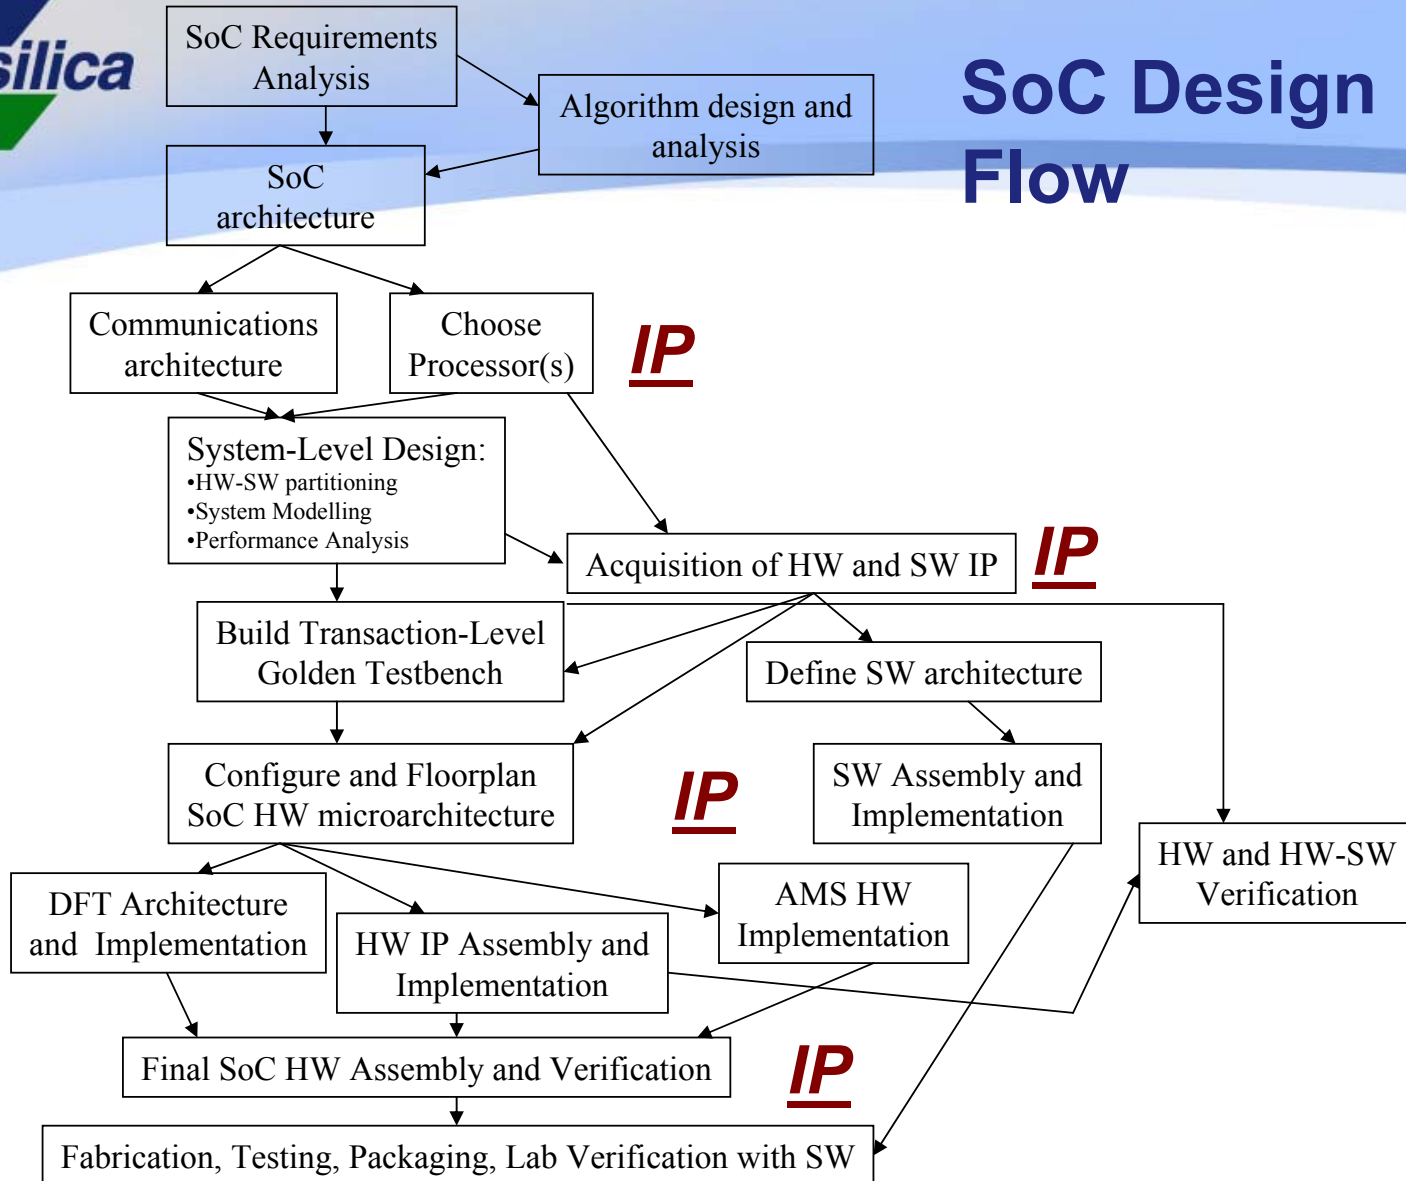 silica
SoC Design
Flow
SoC Requirements
Analysis
Algorithm design and
analysis
SoC
architecture
Communications
architecture
Choose
Processor(s)
IP
System-Level Design:
•HW-SW partitioning
•System Modelling
•Performance Analysis
Acquisition of HW and SW IP
IP
Build Transaction-Level
Golden Testbench
Define SW architecture
Configure and Floorplan
SoC HW microarchitecture
IP
SW Assembly and
Implementation
HW and HW-SW
Verification
DFT Architecture
and Implementation
HW IP Assembly and
Implementation
AMS HW
Implementation
Final SoC HW Assembly and Verification
IP
Fabrication, Testing, Packaging, Lab Verification with SW